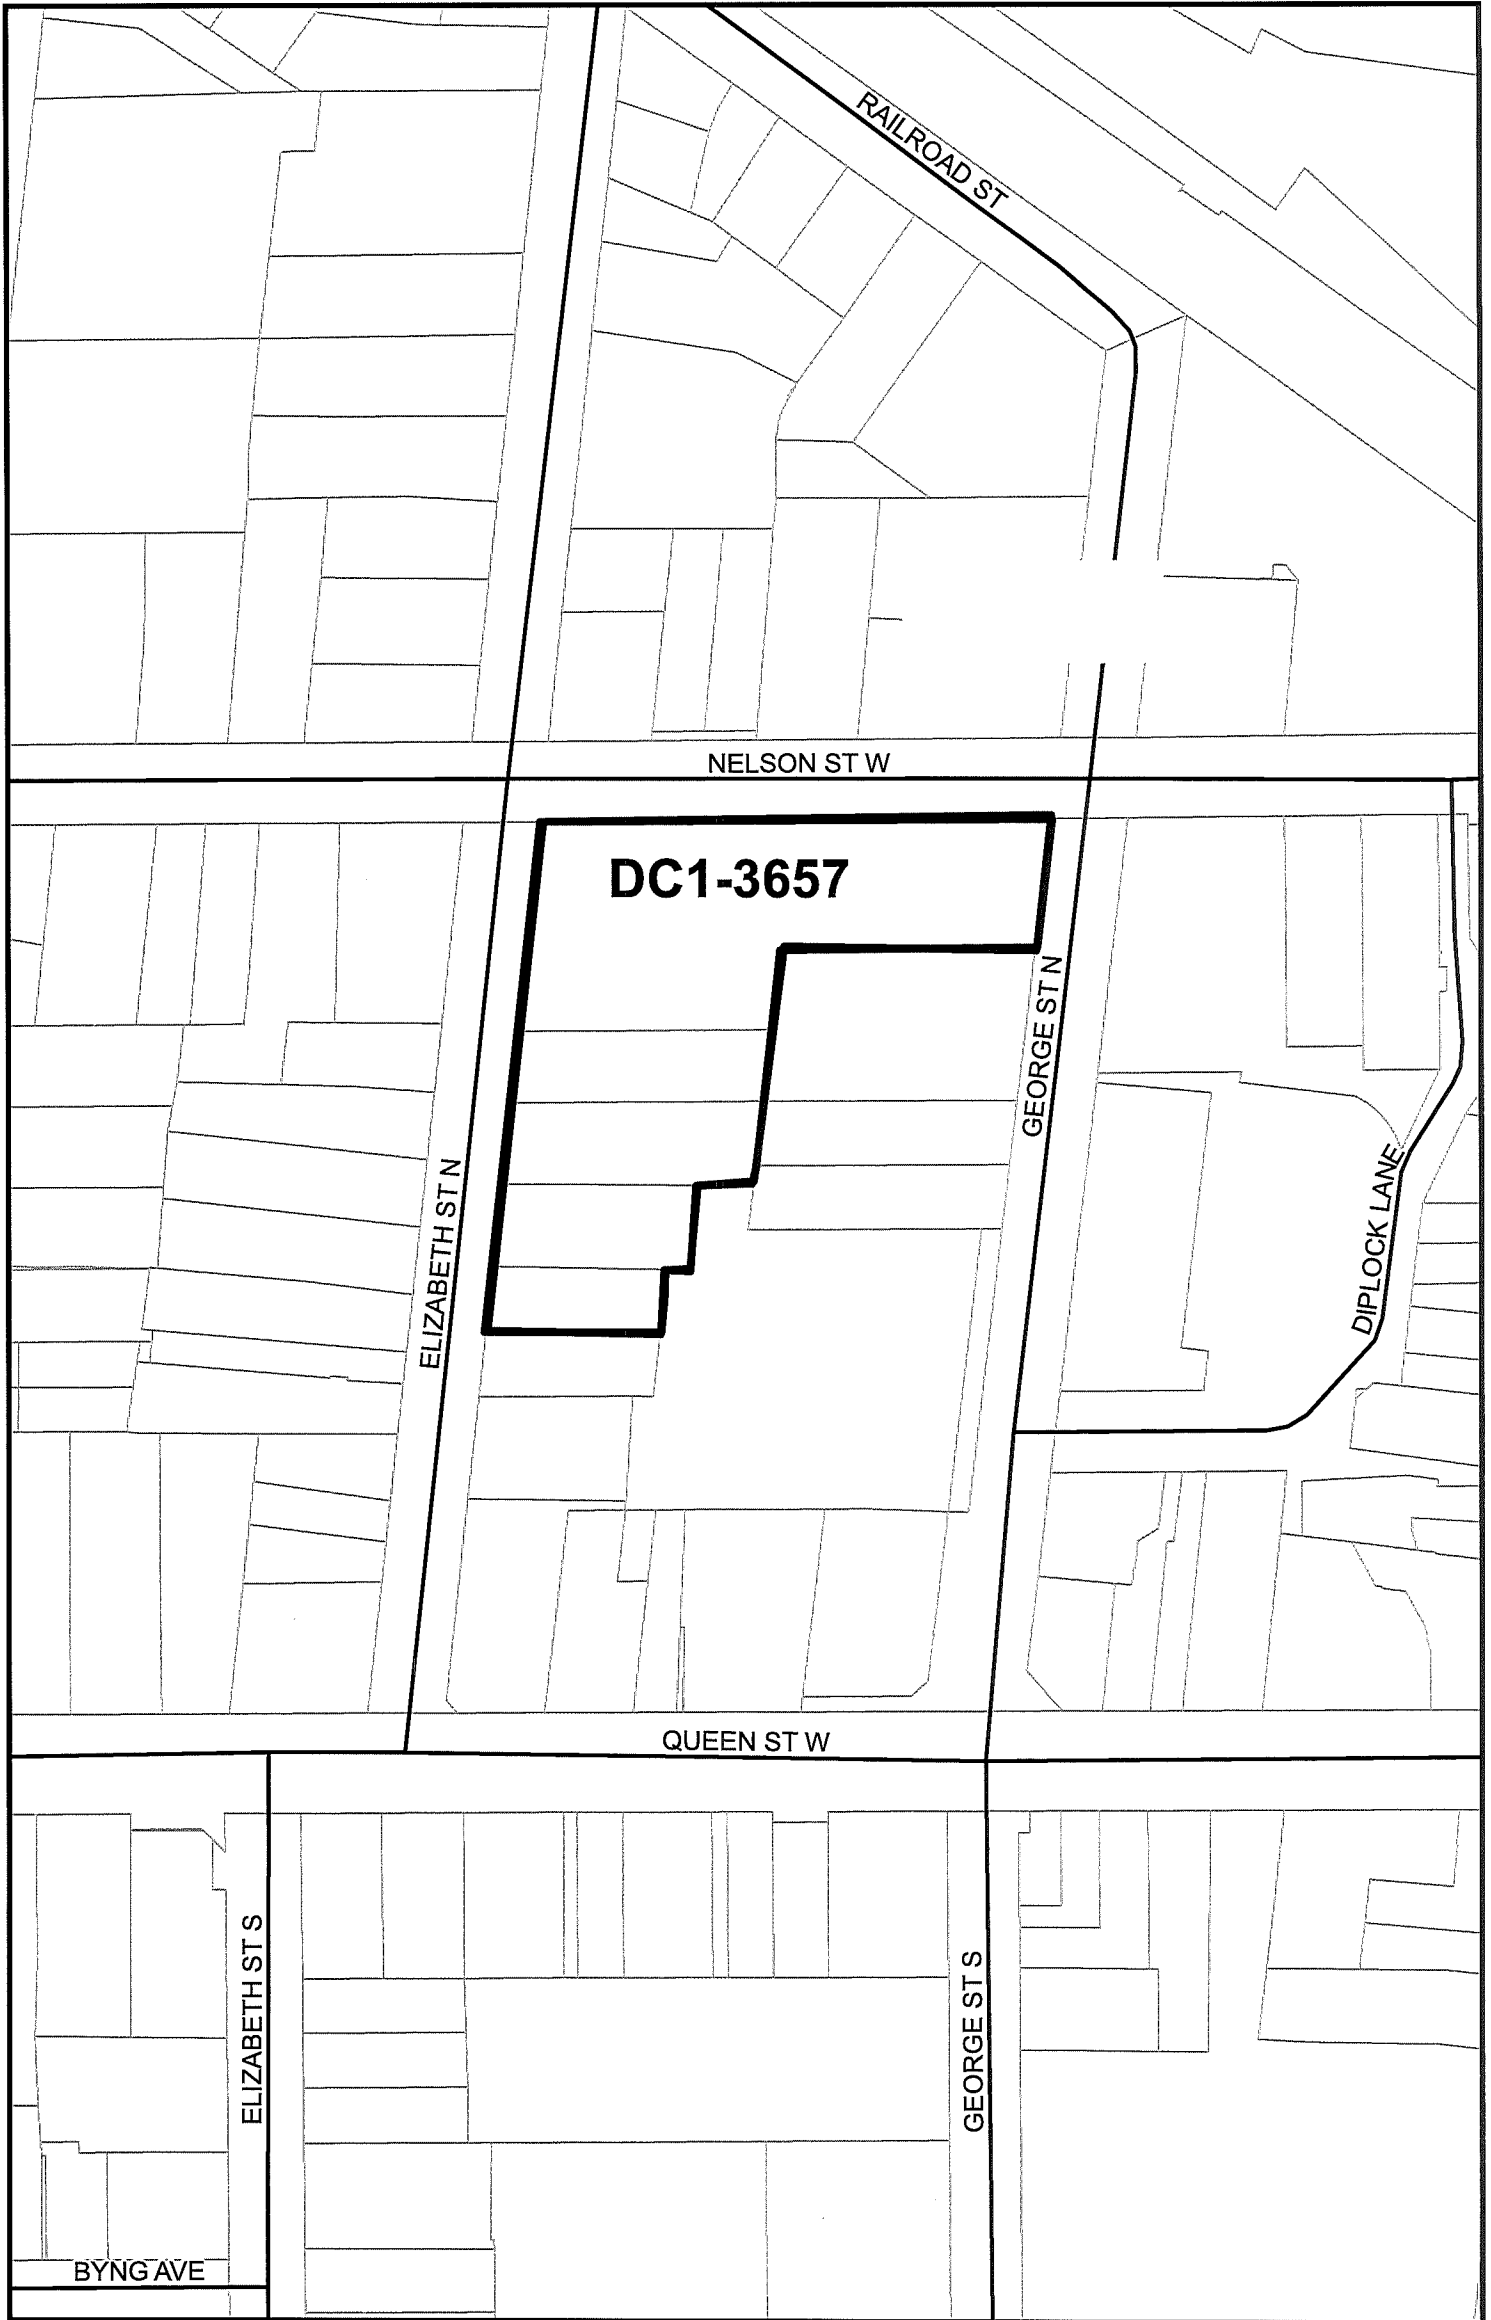 RAILROAD ST
NELSON ST W
DC1-3657
GEORGE ST N
ELIZABETH ST N
DIPLOCK LANE
QUEEN ST W
ELIZABETH ST S
GEORGE ST S
BYNG AVE